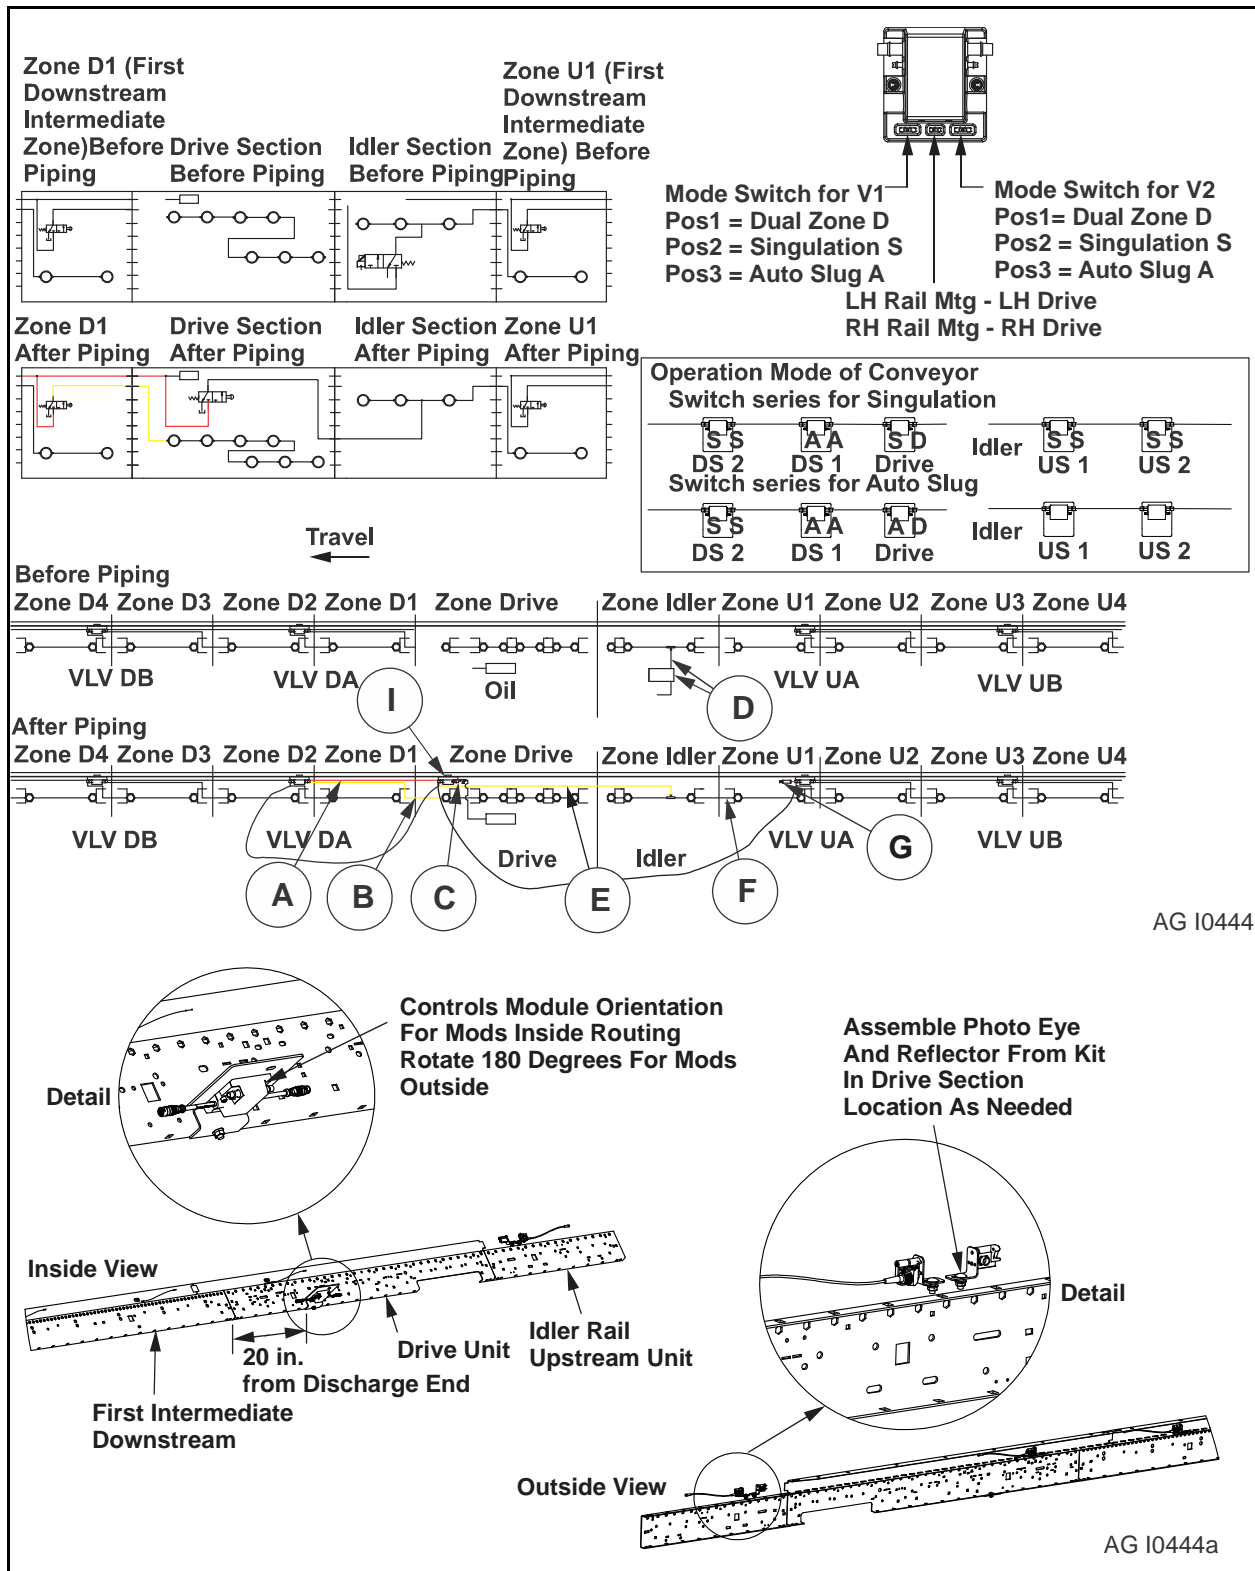 Zone D1 (First
Downstream
Intermediate
Zone)Before
Piping
Drive Section
Before Piping
Idler Section
Before Piping
Zone U1 (First
Downstream
Intermediate
Zone) Before
Piping
Mode Switch for V1
Pos1 = Dual Zone D
Pos2 = Singulation S
Pos3 = Auto Slug A
Mode Switch for V2
Pos1= Dual Zone D
Pos2 = Singulation S
Pos3 = Auto Slug A
LH Rail Mtg - LH Drive
RH Rail Mtg - RH Drive
Zone D1
After Piping
Drive Section
After Piping
Idler Section
After Piping
Zone U1
After Piping
Operation Mode of Conveyor
Switch series for Singulation
S S A A S D Idler S S S S
DS 2 DS 1 Drive US 1 US 2
Switch series for Auto Slug
S S A A A D Idler
DS 2 DS 1 Drive US 1 US 2
Travel
Before Piping
Zone D4 Zone D3 Zone D2 Zone D1 Zone Drive Zone Idler Zone U1 Zone U2 Zone U3 Zone U4
VLV DB VLV DA Oil VLV UA VLV UB
I D
After Piping
Zone D4 Zone D3 Zone D2 Zone D1 Zone Drive Zone Idler Zone U1 Zone U2 Zone U3 Zone U4
VLV DB VLV DA Drive Idler VLV UA VLV UB
A B C E F G
AG I0444
Controls Module Orientation
For Mods Inside Routing
Rotate 180 Degrees For Mods
Outside
Detail
Assemble Photo Eye
And Reflector From Kit
In Drive Section
Location As Needed
Detail
Inside View
20 in.
from Discharge End
Drive Unit
Idler Rail
Upstream Unit
First Intermediate
Downstream
Outside View
AG I0444a